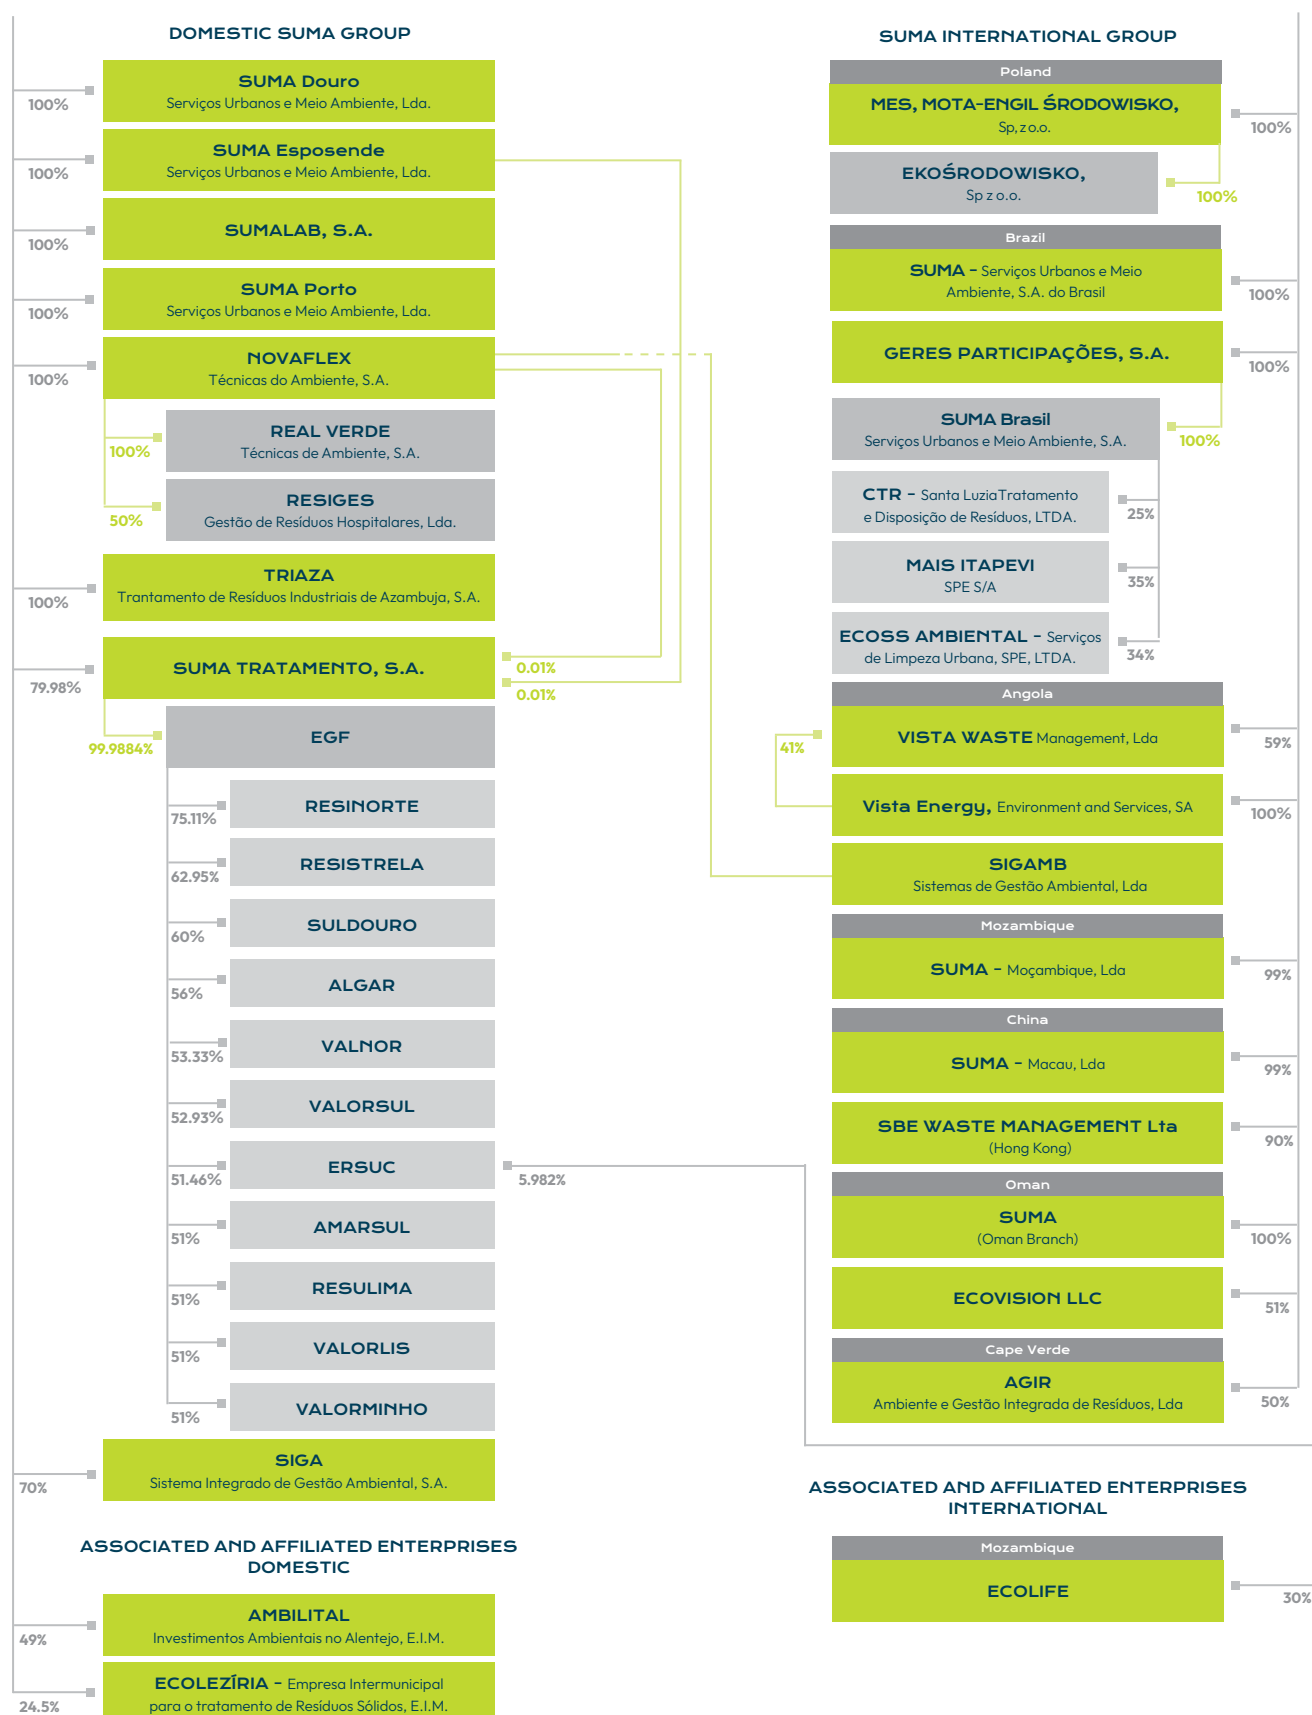 DOMESTIC SUMA GROUP
SUMA Douro
Serviços Urbanos e Meio Ambiente, Lda.
100%
SUMA Esposende
Serviços Urbanos e Meio Ambiente, Lda.
100%
SUMALAB, S.A.
100%
SUMA Porto
Serviços Urbanos e Meio Ambiente, Lda.
100%
NOVAFLEX
Técnicas do Ambiente, S.A.
100%
REAL VERDE
Técnicas de Ambiente, S.A.
100%
RESIGES
Gestão de Resíduos Hospitalares, Lda.
50%
TRIAZA
Trantamento de Resíduos Industriais de Azambuja, S.A.
100%
SUMA TRATAMENTO, S.A.
79.98%
0.01%
0.01%
EGF
99.9884%
RESINORTE
75.11%
RESISTRELA
62.95%
SULDOURO
60%
ALGAR
56%
VALNOR
53.33%
VALORSUL
52.93%
ERSUC
51.46%
5.982%
AMARSUL
51%
RESULIMA
51%
VALORLIS
51%
VALORMINHO
51%
SIGA
Sistema Integrado de Gestão Ambiental, S.A.
70%
ASSOCIATED AND AFFILIATED ENTERPRISES
DOMESTIC
AMBILITAL
Investimentos Ambientais no Alentejo, E.I.M.
49%
ECOLEZÍRIA - Empresa Intermunicipal
para o tratamento de Resíduos Sólidos, E.I.M.
24.5%
SUMA INTERNATIONAL GROUP
Poland
MES, MOTA-ENGIL ŚRODOWISKO,
Sp, z o.o.
100%
EKOŚRODOWISKO,
Sp z o.o.
100%
Brazil
SUMA - Serviços Urbanos e Meio
Ambiente, S.A. do Brasil
100%
GERES PARTICIPAÇÕES, S.A.
100%
SUMA Brasil
Serviços Urbanos e Meio Ambiente, S.A.
100%
CTR - Santa LuziaTratamento
e Disposição de Resíduos, LTDA.
25%
MAIS ITAPEVI
SPE S/A
35%
ECOSS AMBIENTAL - Serviços
de Limpeza Urbana, SPE, LTDA.
34%
Angola
VISTA WASTE Management, Lda
41%
59%
Vista Energy, Environment and Services, SA
100%
SIGAMB
Sistemas de Gestão Ambiental, Lda
Mozambique
SUMA - Moçambique, Lda
99%
China
SUMA - Macau, Lda
99%
SBE WASTE MANAGEMENT Lta
(Hong Kong)
90%
Oman
SUMA
(Oman Branch)
100%
ECOVISION LLC
51%
Cape Verde
AGIR
Ambiente e Gestão Integrada de Resíduos, Lda
50%
ASSOCIATED AND AFFILIATED ENTERPRISES
INTERNATIONAL
Mozambique
ECOLIFE
30%